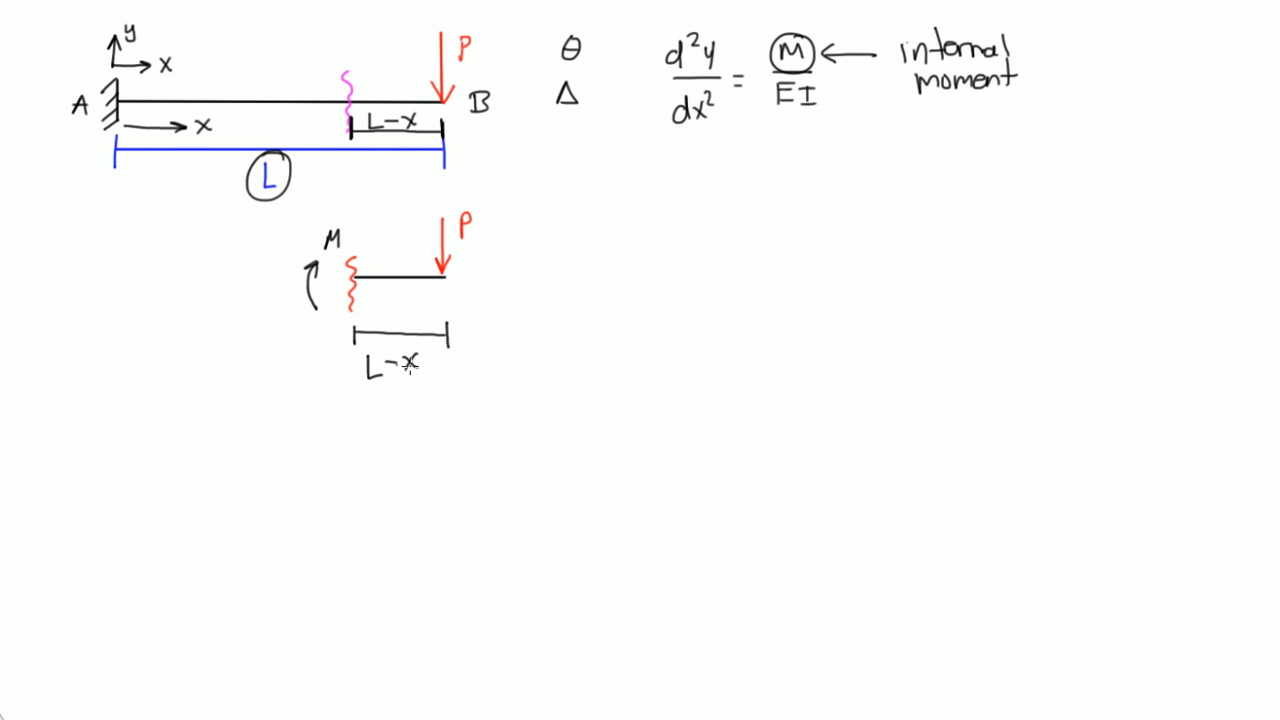 y
x
A
x
P
B
L-x
L
θ
Δ
d²y
dx²
=
M
EI
←
internal
moment
M
P
L-x